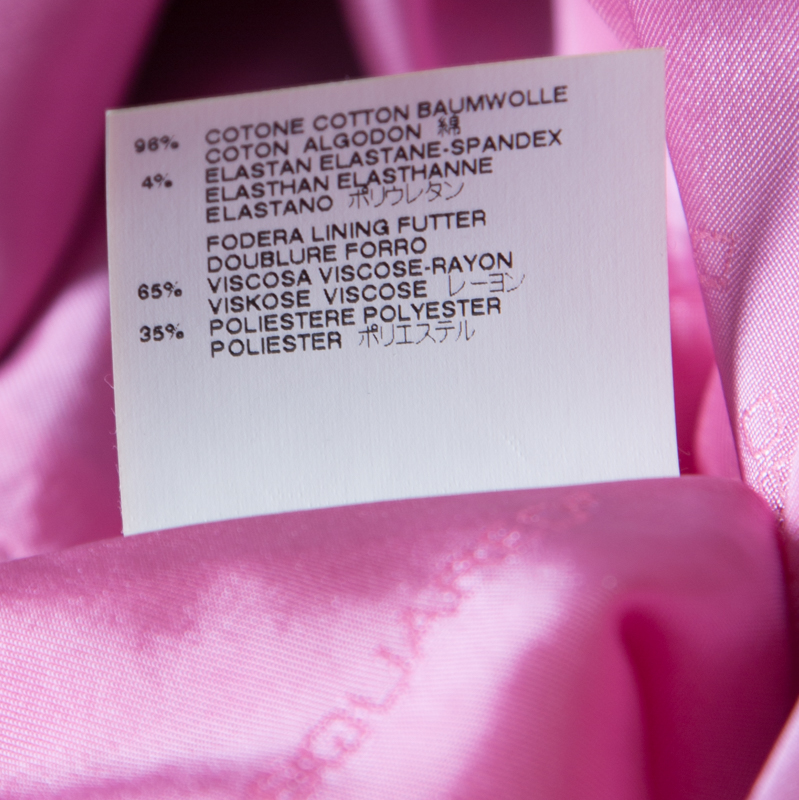 96% COTONE COTTON BAUMWOLLE
COTON ALGODON 綿
4% ELASTAN ELASTANE-SPANDEX
ELASTHAN ELASTHANNE
ELASTANO ポリウレタン
FODERA LINING FUTTER
DOUBLURE FORRO
65% VISCOSA VISCOSE-RAYON
VISKOSE VISCOSE レーヨン
35% POLIESTERE POLYESTER
POLIESTER ポリエステル